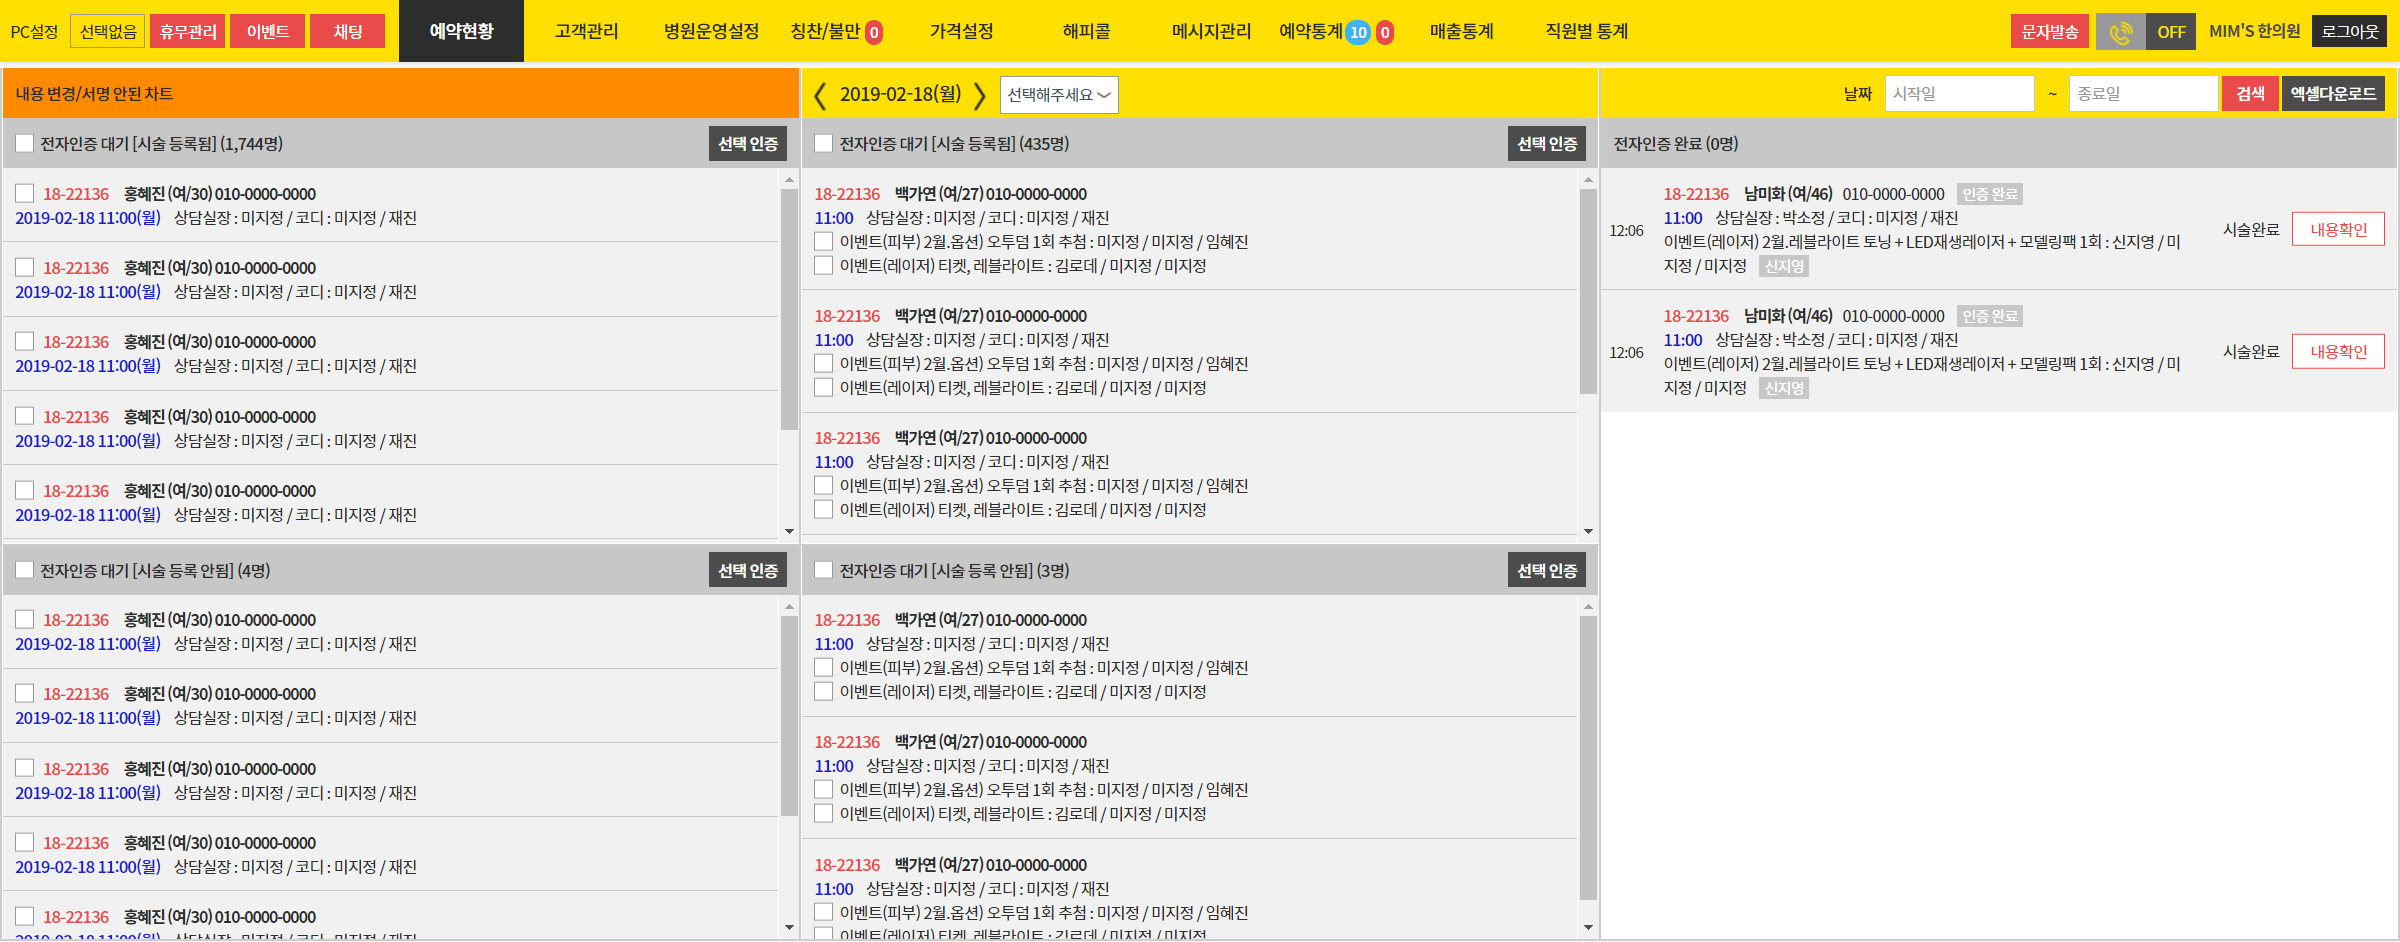 PC설정 선택없음 휴무관리 이벤트 채팅 예약현황 고객관리 병원운영설정 칭찬/불만 0 가격설정 해피콜 메시지관리 예약통계 10 0 매출통계 직원별 통계 문자발송 OFF MIM'S 한의원 로그아웃
내용 변경/서명 안된 차트
전자인증 대기 [시술 등록됨] (1,744명) 선택 인증
18-22136 홍혜진 (여/30) 010-0000-0000
2019-02-18 11:00(월) 상담실장 : 미지정 / 코디 : 미지정 / 재진
18-22136 홍혜진 (여/30) 010-0000-0000
2019-02-18 11:00(월) 상담실장 : 미지정 / 코디 : 미지정 / 재진
18-22136 홍혜진 (여/30) 010-0000-0000
2019-02-18 11:00(월) 상담실장 : 미지정 / 코디 : 미지정 / 재진
18-22136 홍혜진 (여/30) 010-0000-0000
2019-02-18 11:00(월) 상담실장 : 미지정 / 코디 : 미지정 / 재진
18-22136 홍혜진 (여/30) 010-0000-0000
2019-02-18 11:00(월) 상담실장 : 미지정 / 코디 : 미지정 / 재진
전자인증 대기 [시술 등록 안됨] (4명) 선택 인증
18-22136 홍혜진 (여/30) 010-0000-0000
2019-02-18 11:00(월) 상담실장 : 미지정 / 코디 : 미지정 / 재진
18-22136 홍혜진 (여/30) 010-0000-0000
2019-02-18 11:00(월) 상담실장 : 미지정 / 코디 : 미지정 / 재진
18-22136 홍혜진 (여/30) 010-0000-0000
2019-02-18 11:00(월) 상담실장 : 미지정 / 코디 : 미지정 / 재진
18-22136 홍혜진 (여/30) 010-0000-0000
2019-02-18 11:00(월) 상담실장 : 미지정 / 코디 : 미지정 / 재진
18-22136 홍혜진 (여/30) 010-0000-0000
2019-02-18 11:00(월) 상담실장 : 미지정 / 코디 : 미지정 / 재진
2019-02-18(월) 선택해주세요
전자인증 대기 [시술 등록됨] (435명) 선택 인증
18-22136 백가연 (여/27) 010-0000-0000
11:00 상담실장 : 미지정 / 코디 : 미지정 / 재진
이벤트(피부) 2월.옵션) 오투덤 1회 추첨 : 미지정 / 미지정 / 임혜진
이벤트(레이저) 티켓, 레블라이트 : 김로데 / 미지정 / 미지정
18-22136 백가연 (여/27) 010-0000-0000
11:00 상담실장 : 미지정 / 코디 : 미지정 / 재진
이벤트(피부) 2월.옵션) 오투덤 1회 추첨 : 미지정 / 미지정 / 임혜진
이벤트(레이저) 티켓, 레블라이트 : 김로데 / 미지정 / 미지정
18-22136 백가연 (여/27) 010-0000-0000
11:00 상담실장 : 미지정 / 코디 : 미지정 / 재진
이벤트(피부) 2월.옵션) 오투덤 1회 추첨 : 미지정 / 미지정 / 임혜진
이벤트(레이저) 티켓, 레블라이트 : 김로데 / 미지정 / 미지정
전자인증 대기 [시술 등록 안됨] (3명) 선택 인증
18-22136 백가연 (여/27) 010-0000-0000
11:00 상담실장 : 미지정 / 코디 : 미지정 / 재진
이벤트(피부) 2월.옵션) 오투덤 1회 추첨 : 미지정 / 미지정 / 임혜진
이벤트(레이저) 티켓, 레블라이트 : 김로데 / 미지정 / 미지정
18-22136 백가연 (여/27) 010-0000-0000
11:00 상담실장 : 미지정 / 코디 : 미지정 / 재진
이벤트(피부) 2월.옵션) 오투덤 1회 추첨 : 미지정 / 미지정 / 임혜진
이벤트(레이저) 티켓, 레블라이트 : 김로데 / 미지정 / 미지정
18-22136 백가연 (여/27) 010-0000-0000
11:00 상담실장 : 미지정 / 코디 : 미지정 / 재진
이벤트(피부) 2월.옵션) 오투덤 1회 추첨 : 미지정 / 미지정 / 임혜진
이벤트(레이저) 티켓, 레블라이트 : 김로데 / 미지정 / 미지정
날짜 시작일 ~ 종료일 검색 엑셀다운로드
전자인증 완료 (0명)
18-22136 남미화 (여/46) 010-0000-0000 인증 완료
11:00 상담실장 : 박소정 / 코디 : 미지정 / 재진
12:06 시술완료 내용확인
이벤트(레이저) 2월.레블라이트 토닝 + LED재생레이저 + 모델링팩 1회 : 신지영 / 미
지정 / 미지정 신지영
18-22136 남미화 (여/46) 010-0000-0000 인증 완료
11:00 상담실장 : 박소정 / 코디 : 미지정 / 재진
12:06 시술완료 내용확인
이벤트(레이저) 2월.레블라이트 토닝 + LED재생레이저 + 모델링팩 1회 : 신지영 / 미
지정 / 미지정 신지영